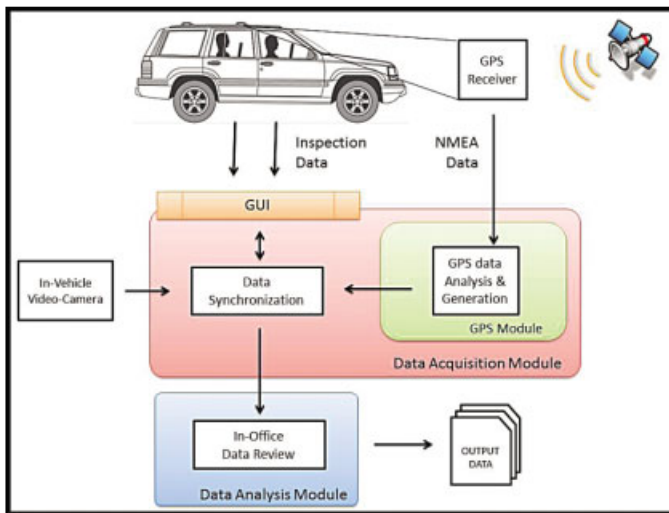 GPS
Receiver
Inspection
Data
NMEA
Data
GUI
In-Vehicle
Video-Camera
Data
Synchronization
GPS data
Analysis &
Generation
GPS Module
Data Acquisition Module
In-Office
Data Review
OUTPUT
DATA
Data Analysis Module